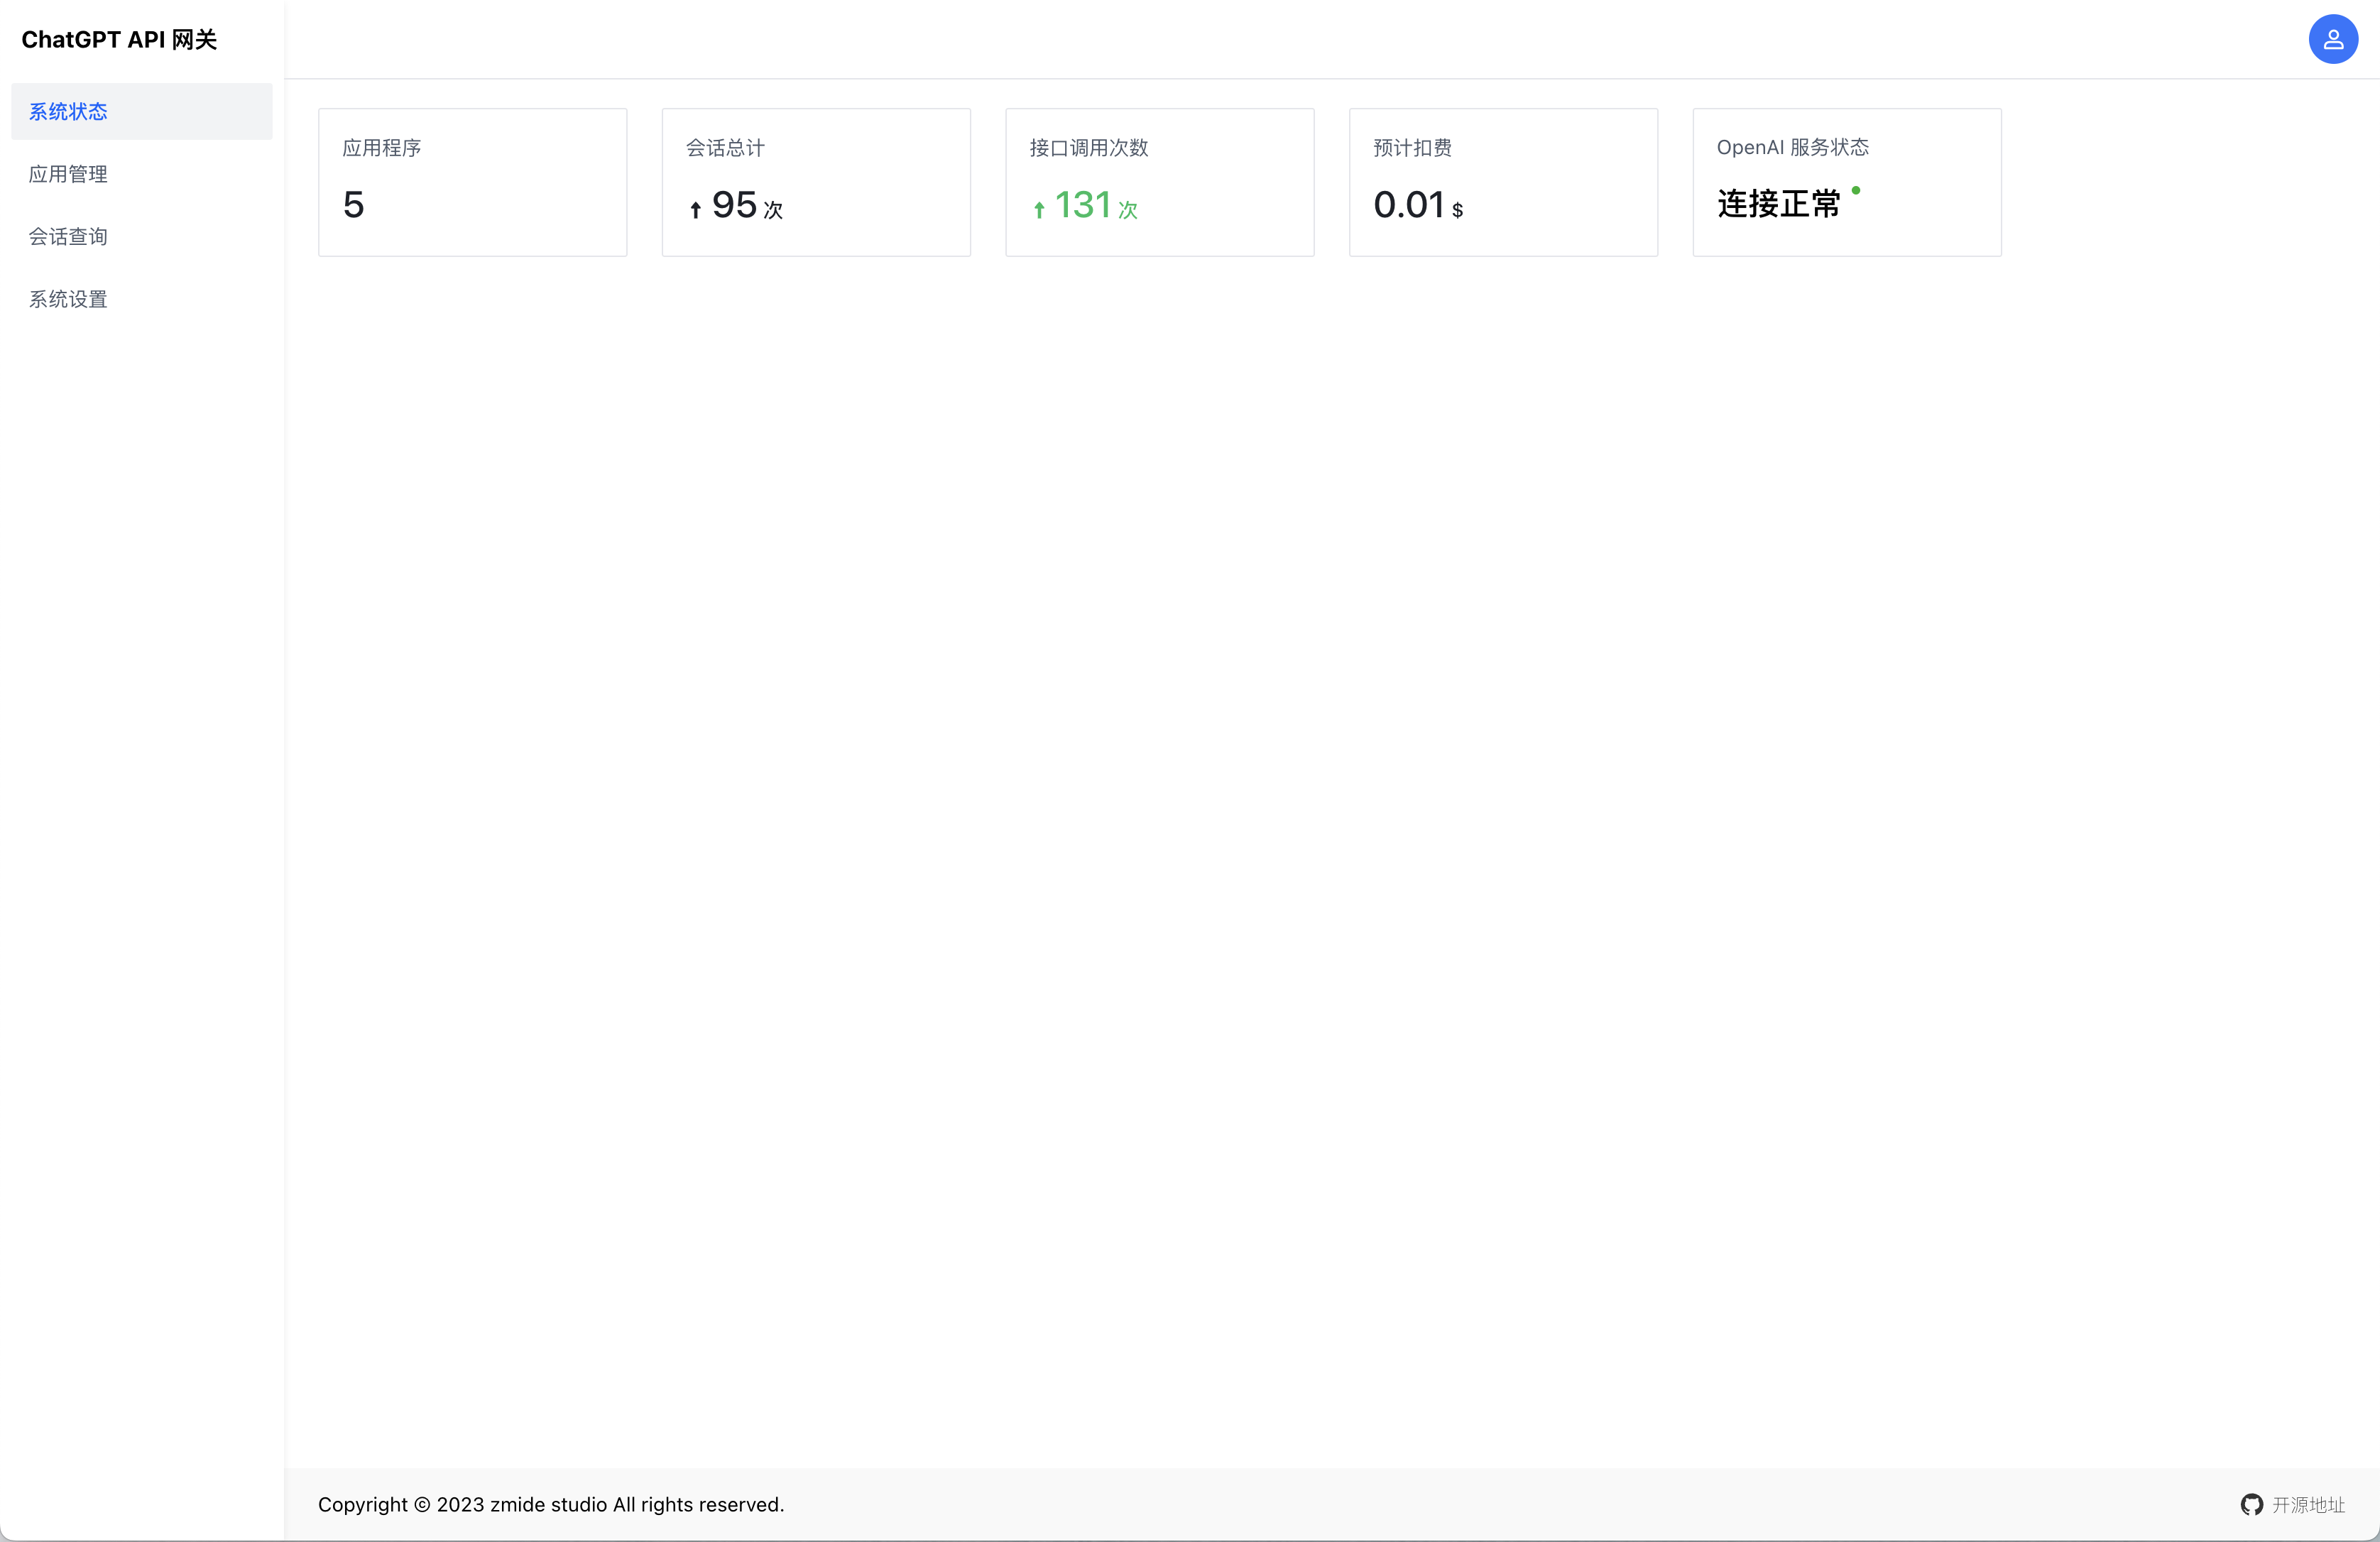 ChatGPT API 网关
系统状态
应用管理
会话查询
系统设置
应用程序
5
会话总计
95 次
接口调用次数
131 次
预计扣费
0.01 $
OpenAI 服务状态
连接正常
Copyright © 2023 zmide studio All rights reserved.
开源地址